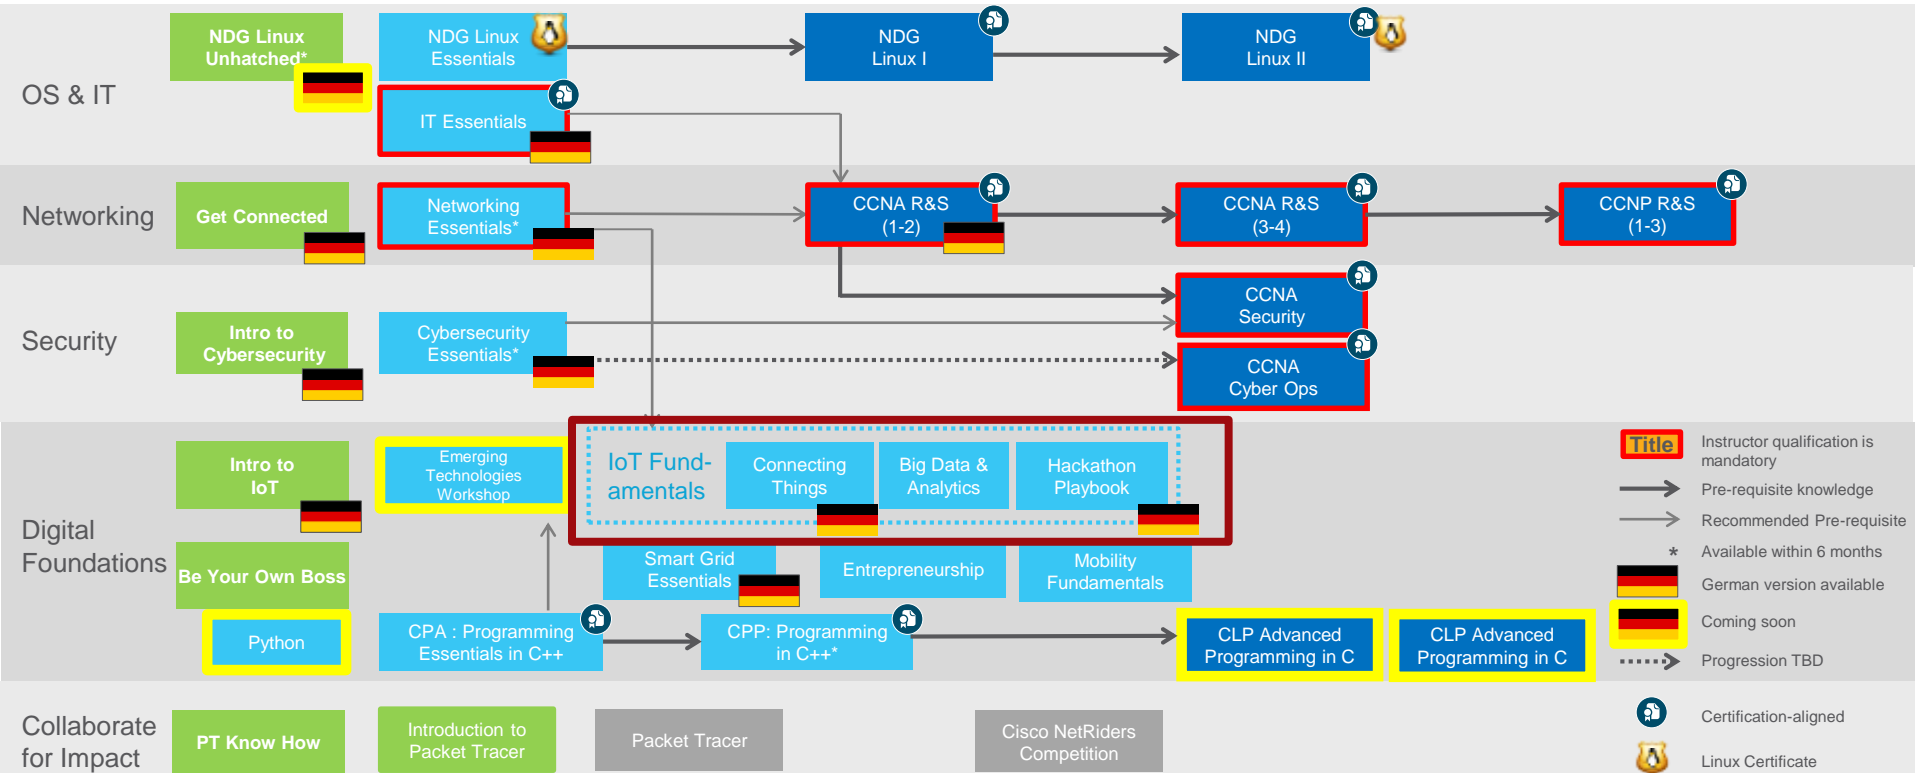 OS & IT
NDG Linux
Unhatched*
NDG Linux
Essentials
NDG
Linux I
NDG
Linux II
IT Essentials
Networking
Get Connected
Networking
Essentials*
CCNA R&S
(1-2)
CCNA R&S
(3-4)
CCNP R&S
(1-3)
Security
Intro to
Cybersecurity
Cybersecurity
Essentials*
CCNA
Security
CCNA
Cyber Ops
Digital
Foundations
Intro to
IoT
Emerging
Technologies
Workshop
IoT Fund-
amentals
Connecting
Things
Big Data &
Analytics
Hackathon
Playbook
Be Your Own Boss
Smart Grid
Essentials
Entrepreneurship
Mobility
Fundamentals
Python
CPA : Programming
Essentials in C++
CPP: Programming
in C++*
CLP Advanced
Programming in C
CLP Advanced
Programming in C
Title
Instructor qualification is
mandatory
Pre-requisite knowledge
Recommended Pre-requisite
* Available within 6 months
German version available
Coming soon
Progression TBD
Collaborate
for Impact
PT Know How
Introduction to
Packet Tracer
Packet Tracer
Cisco NetRiders
Competition
Certification-aligned
Linux Certificate